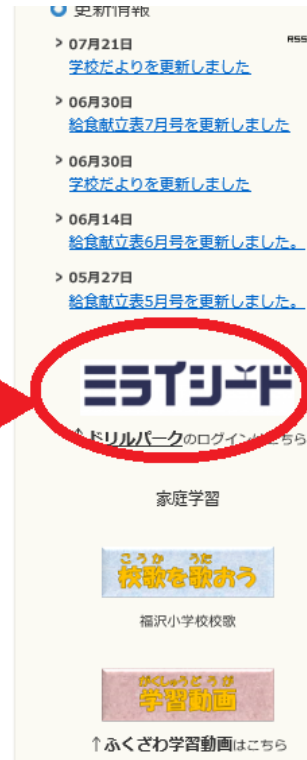 更新情報
RSS
> 07月21日
学校だよりを更新しました
> 06月30日
給食献立表7月号を更新しました
> 06月30日
学校だよりを更新しました
> 06月14日
給食献立表6月号を更新しました。
> 05月27日
給食献立表5月号を更新しました。
ミライシード
↑ドリルパークのログインはこちら
家庭学習
こうか うた
校歌を歌おう
福沢小学校校歌
がくしゅうどうが
学習動画
↑ふくざわ学習動画はこちら